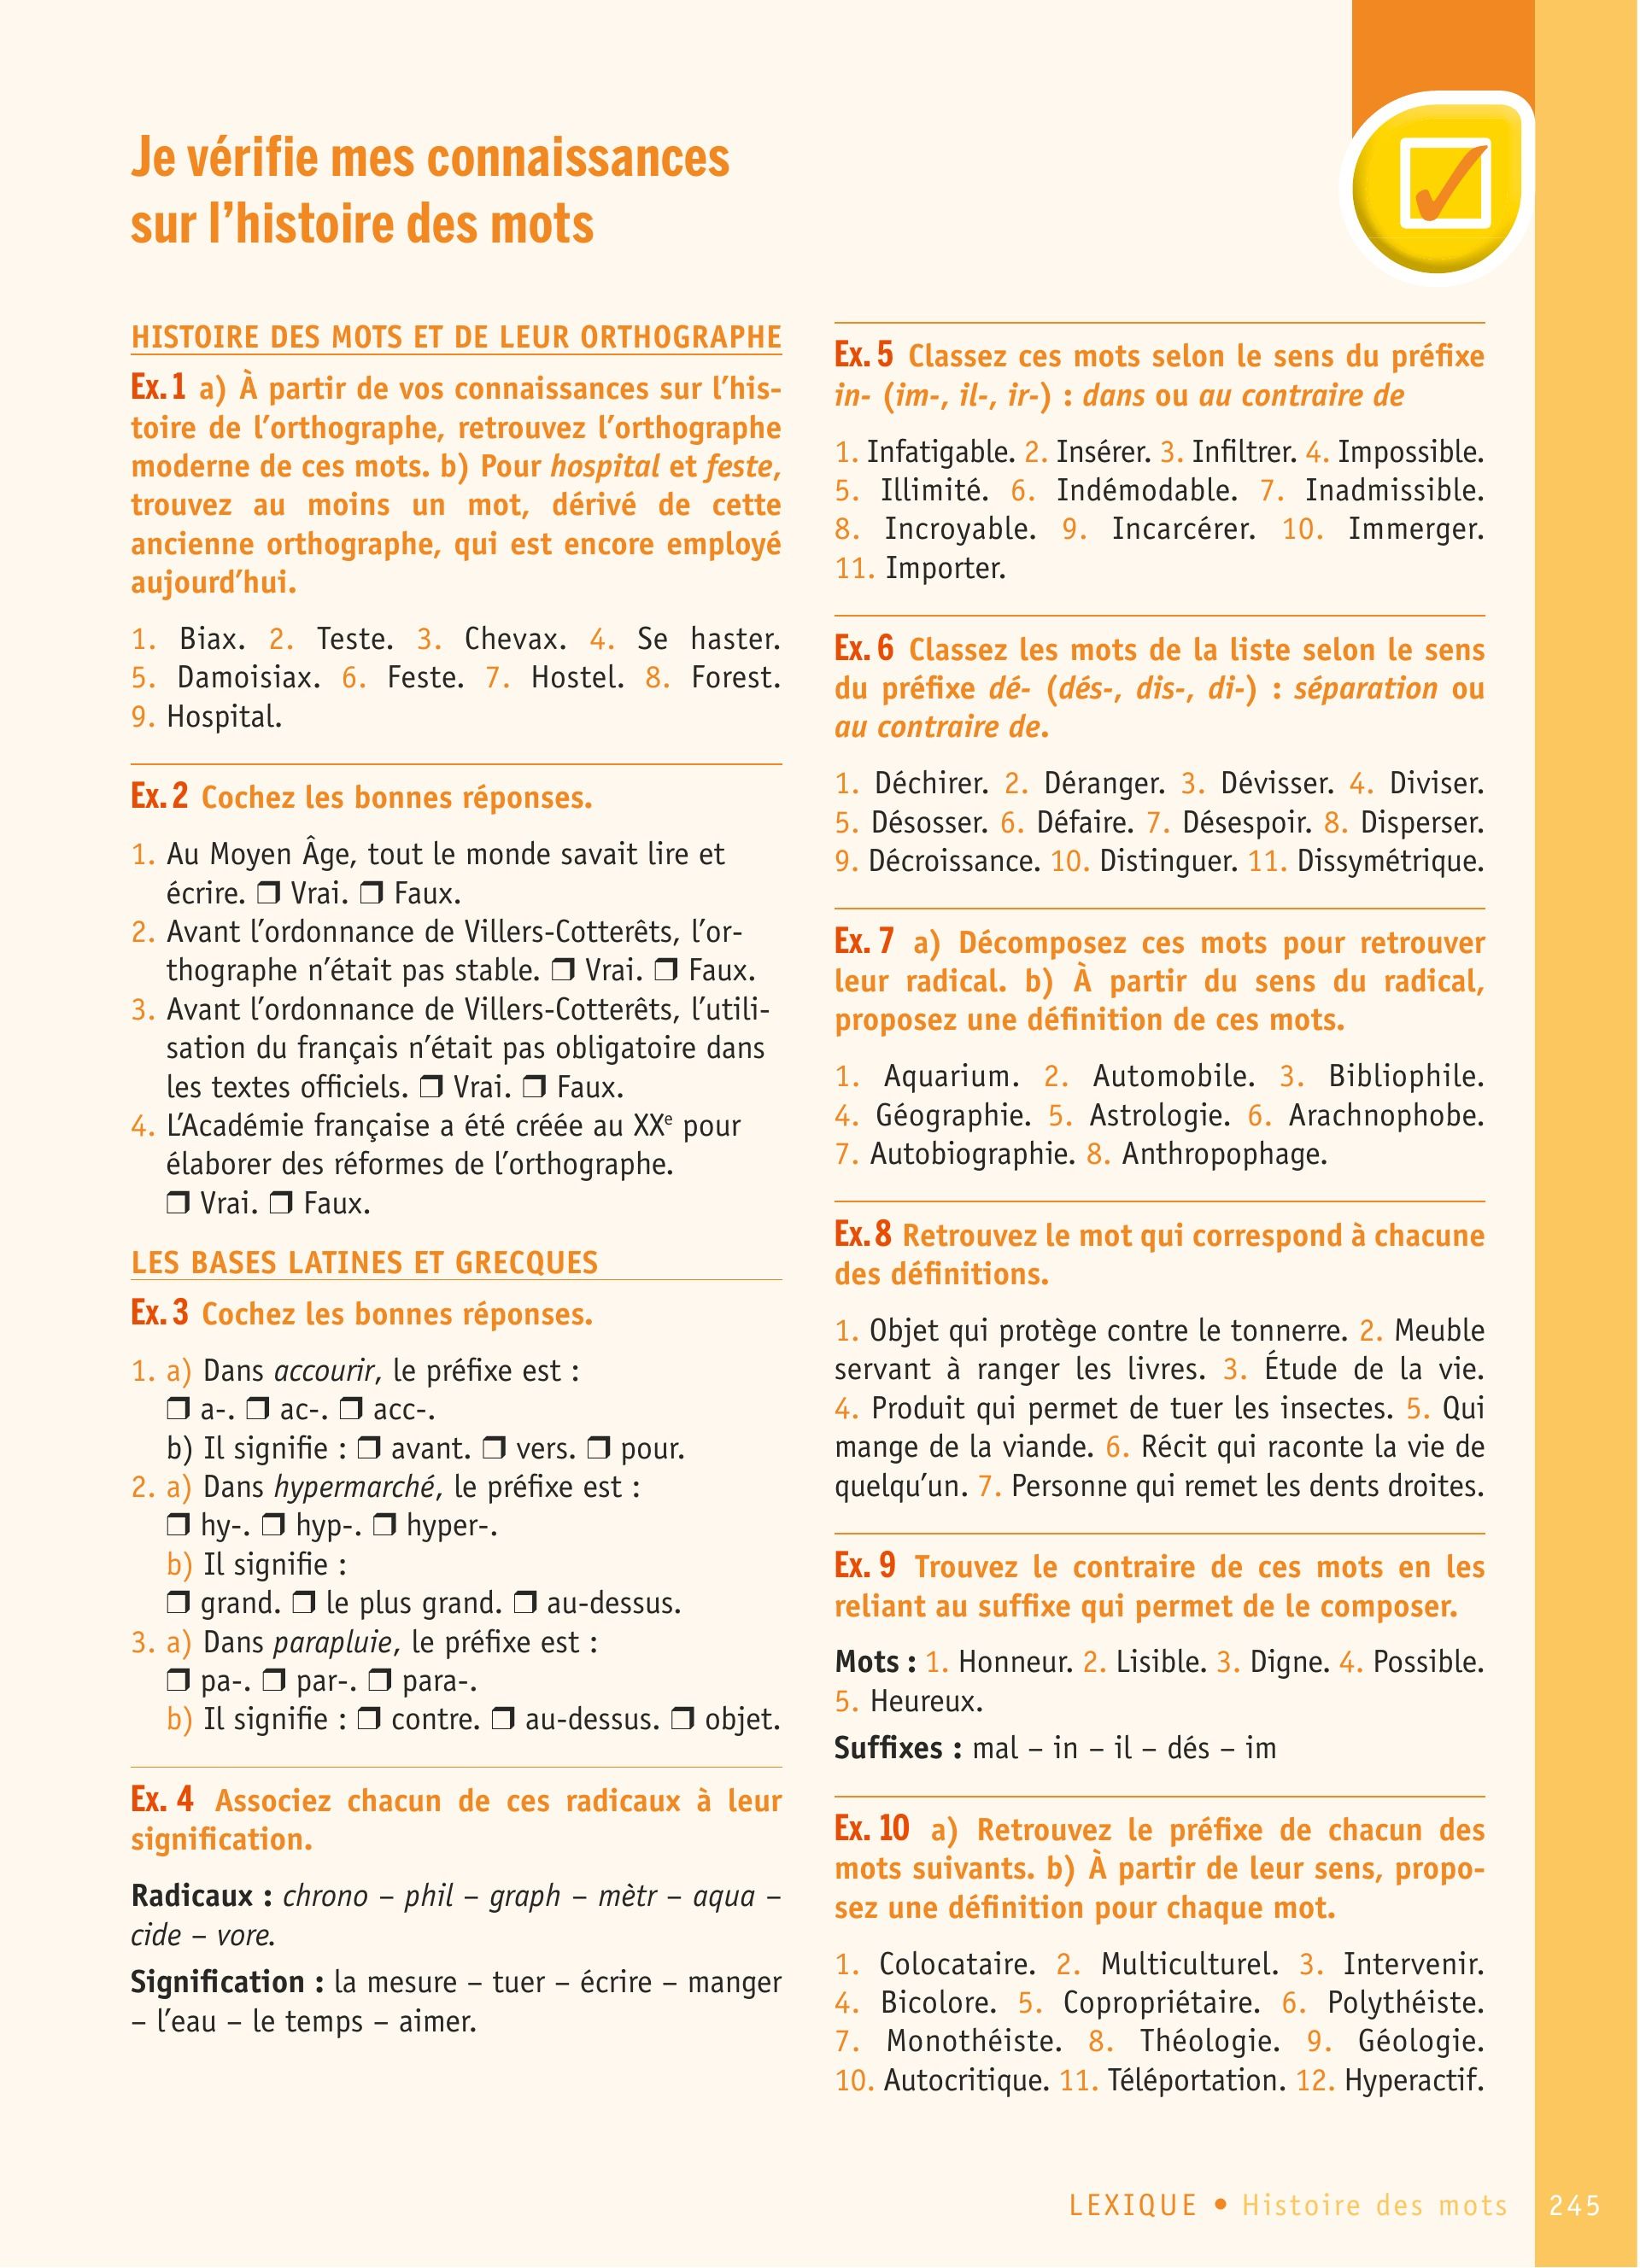 Je vérifie mes connaissances
sur l'histoire des mots
HISTOIRE DES MOTS ET DE LEUR ORTHOGRAPHE
Ex. 1 a) À partir de vos connaissances sur l'his-
toire de l'orthographe, retrouvez l'orthographe
moderne de ces mots. b) Pour hospital et feste,
trouvez au moins un mot, dérivé de cette
ancienne orthographe, qui est encore employé
aujourd'hui.
1. Biax. 2. Teste. 3. Chevax. 4. Se haster.
5. Damoisiax. 6. Feste. 7. Hostel. 8. Forest.
9. Hospital.
Ex. 2 Cochez les bonnes réponses.
1. Au Moyen Âge, tout le monde savait lire et
écrire. ❒ Vrai. ❒ Faux.
2. Avant l'ordonnance de Villers-Cotterêts, l'or-
thographe n'était pas stable. ❒ Vrai. ❒ Faux.
3. Avant l'ordonnance de Villers-Cotterêts, l'utili-
sation du français n'était pas obligatoire dans
les textes officiels. ❒ Vrai. ❒ Faux.
4. L'Académie française a été créée au XXe pour
élaborer des réformes de l'orthographe.
❒ Vrai. ❒ Faux.
LES BASES LATINES ET GRECQUES
Ex. 3 Cochez les bonnes réponses.
1. a) Dans accourir, le préfixe est :
❒ a-. ❒ ac-. ❒ acc-.
b) Il signifie : ❒ avant. ❒ vers. ❒ pour.
2. a) Dans hypermarché, le préfixe est :
❒ hy-. ❒ hyp-. ❒ hyper-.
b) Il signifie :
❒ grand. ❒ le plus grand. ❒ au-dessus.
3. a) Dans parapluie, le préfixe est :
❒ pa-. ❒ par-. ❒ para-.
b) Il signifie : ❒ contre. ❒ au-dessus. ❒ objet.
Ex. 4 Associez chacun de ces radicaux à leur
signification.
Radicaux : chrono – phil – graph – mètr – aqua –
cide – vore.
Signification : la mesure – tuer – écrire – manger
– l'eau – le temps – aimer.
Ex. 5 Classez ces mots selon le sens du préfixe
in- (im-, il-, ir-) : dans ou au contraire de
1. Infatigable. 2. Insérer. 3. Infiltrer. 4. Impossible.
5. Illimité. 6. Indémodable. 7. Inadmissible.
8. Incroyable. 9. Incarcérer. 10. Immerger.
11. Importer.
Ex. 6 Classez les mots de la liste selon le sens
du préfixe dé- (dés-, dis-, di-) : séparation ou
au contraire de.
1. Déchirer. 2. Déranger. 3. Dévisser. 4. Diviser.
5. Désosser. 6. Défaire. 7. Désespoir. 8. Disperser.
9. Décroissance. 10. Distinguer. 11. Dissymétrique.
Ex. 7 a) Décomposez ces mots pour retrouver
leur radical. b) À partir du sens du radical,
proposez une définition de ces mots.
1. Aquarium. 2. Automobile. 3. Bibliophile.
4. Géographie. 5. Astrologie. 6. Arachnophobe.
7. Autobiographie. 8. Anthropophage.
Ex. 8 Retrouvez le mot qui correspond à chacune
des définitions.
1. Objet qui protège contre le tonnerre. 2. Meuble
servant à ranger les livres. 3. Étude de la vie.
4. Produit qui permet de tuer les insectes. 5. Qui
mange de la viande. 6. Récit qui raconte la vie de
quelqu'un. 7. Personne qui remet les dents droites.
Ex. 9 Trouvez le contraire de ces mots en les
reliant au suffixe qui permet de le composer.
Mots : 1. Honneur. 2. Lisible. 3. Digne. 4. Possible.
5. Heureux.
Suffixes : mal – in – il – dés – im
Ex. 10 a) Retrouvez le préfixe de chacun des
mots suivants. b) À partir de leur sens, propo-
sez une définition pour chaque mot.
1. Colocataire. 2. Multiculturel. 3. Intervenir.
4. Bicolore. 5. Copropriétaire. 6. Polythéiste.
7. Monothéiste. 8. Théologie. 9. Géologie.
10. Autocritique. 11. Téléportation. 12. Hyperactif.
LEXIQUE • Histoire des mots 245